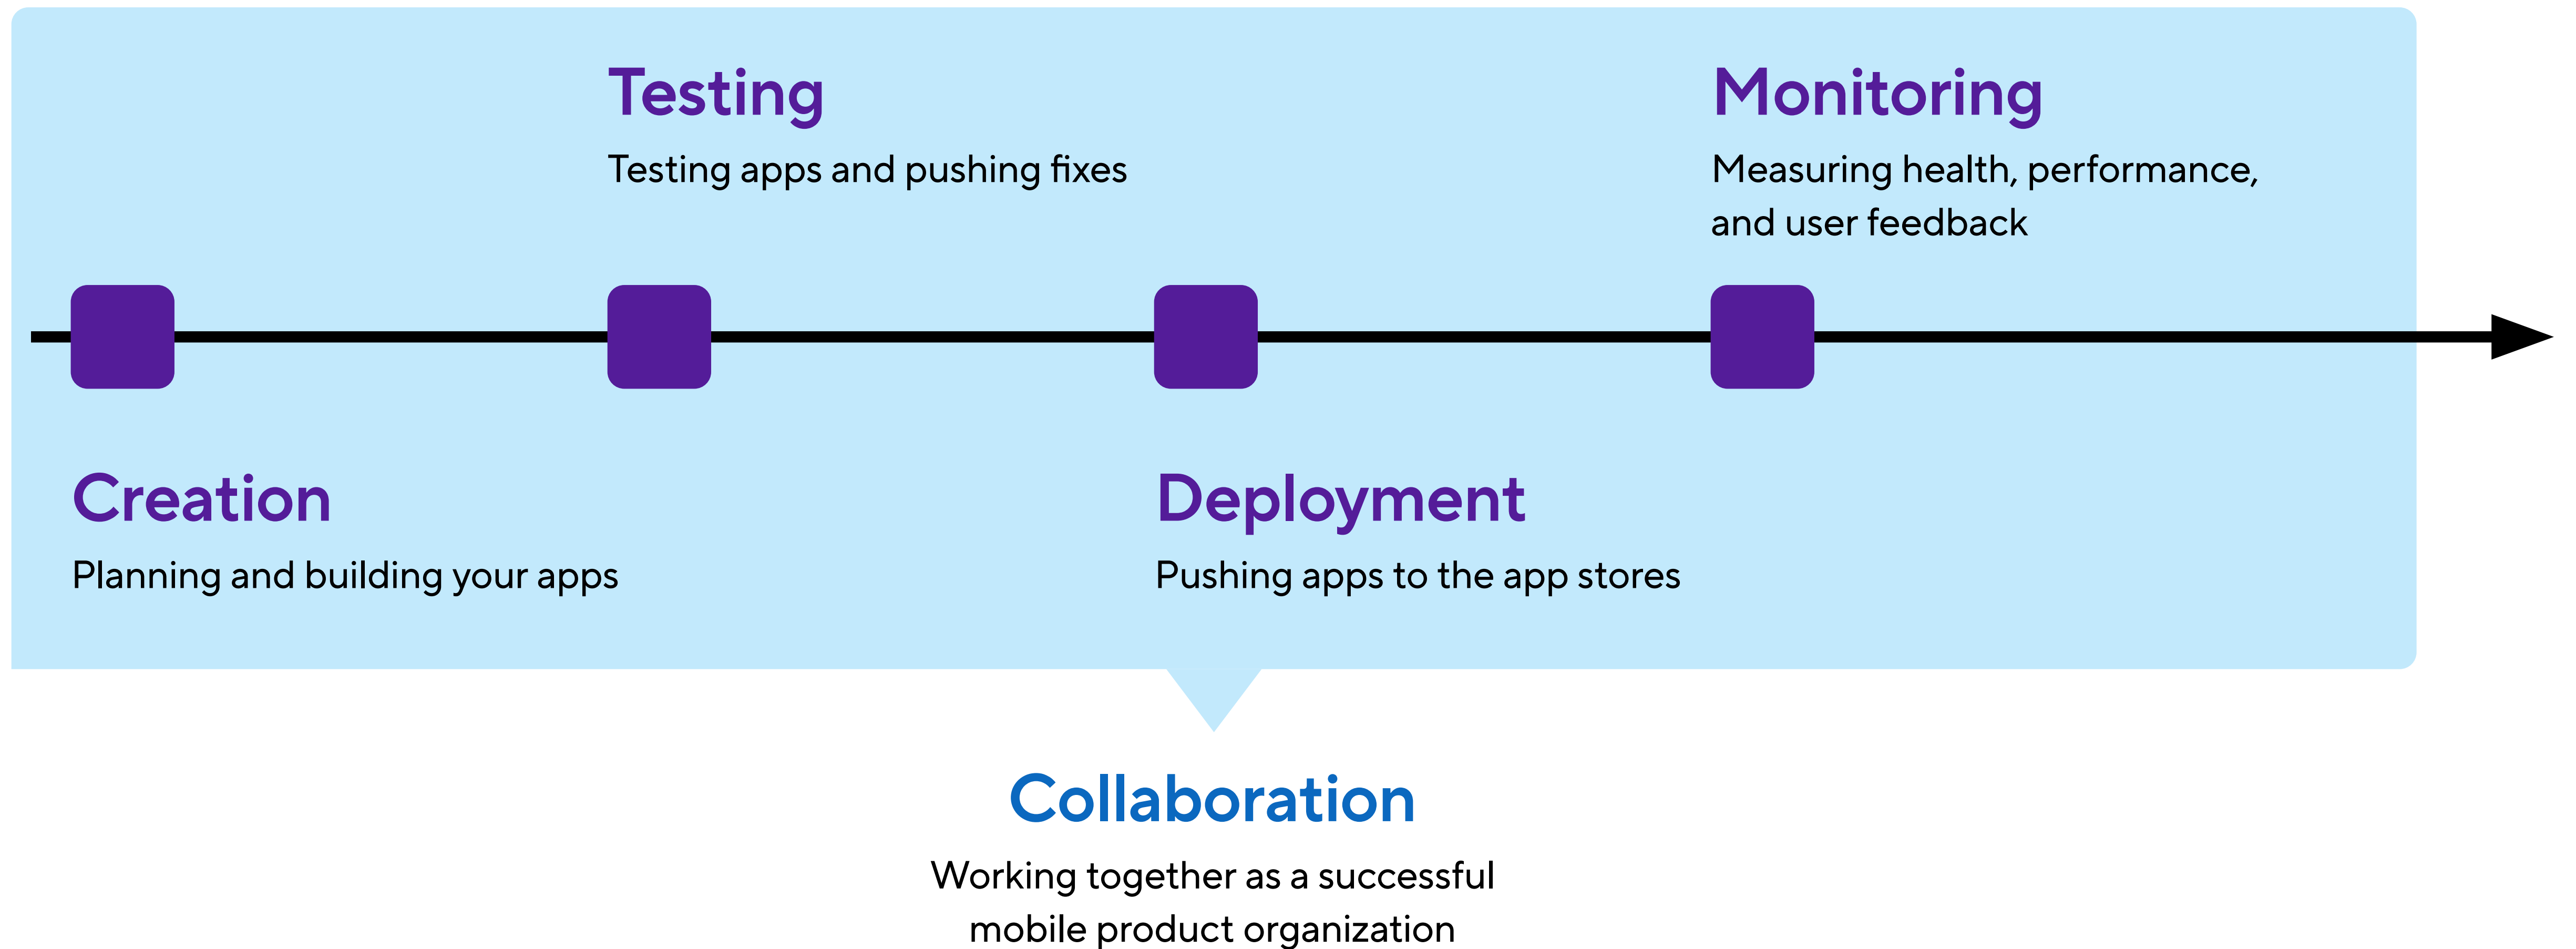 Testing
Testing apps and pushing fixes
Monitoring
Measuring health, performance,
and user feedback
Creation
Planning and building your apps
Deployment
Pushing apps to the app stores
Collaboration
Working together as a successful
mobile product organization